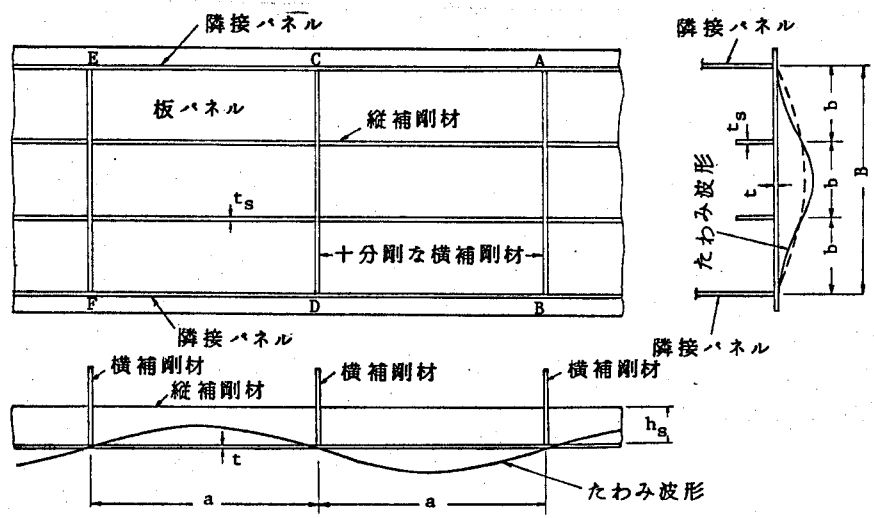 隣接パネル
E
C
A
板パネル
縦補剛材
ts
十分剛な横補剛材
F
D
B
隣接パネル
隣接パネル
ts
t
b
b
b
B
たわみ波形
隣接パネル
横補剛材
縦補剛材
横補剛材
横補剛材
hs
t
a
a
たわみ波形